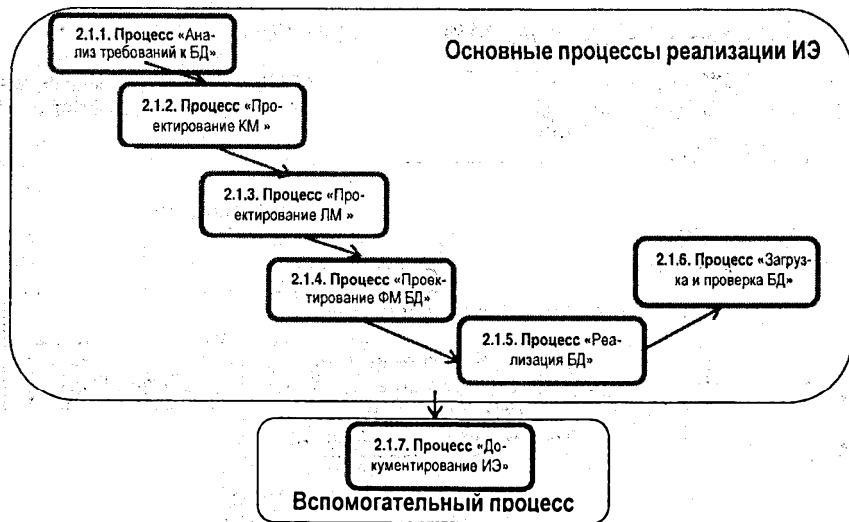 2.1.1. Процесс «Ана-
лиз требований к БД»
Основные процессы реализации ИЭ
2.1.2. Процесс «Про-
ектирование КМ »
2.1.3. Процесс «Про-
ектирование ЛМ »
2.1.4. Процесс «Проек-
тирование ФМ БД»
2.1.6. Процесс «Загруз-
ка и проверка БД»
2.1.5. Процесс «Реа-
лизация БД»
2.1.7. Процесс «До-
кументирование ИЭ»
Вспомогательный процесс